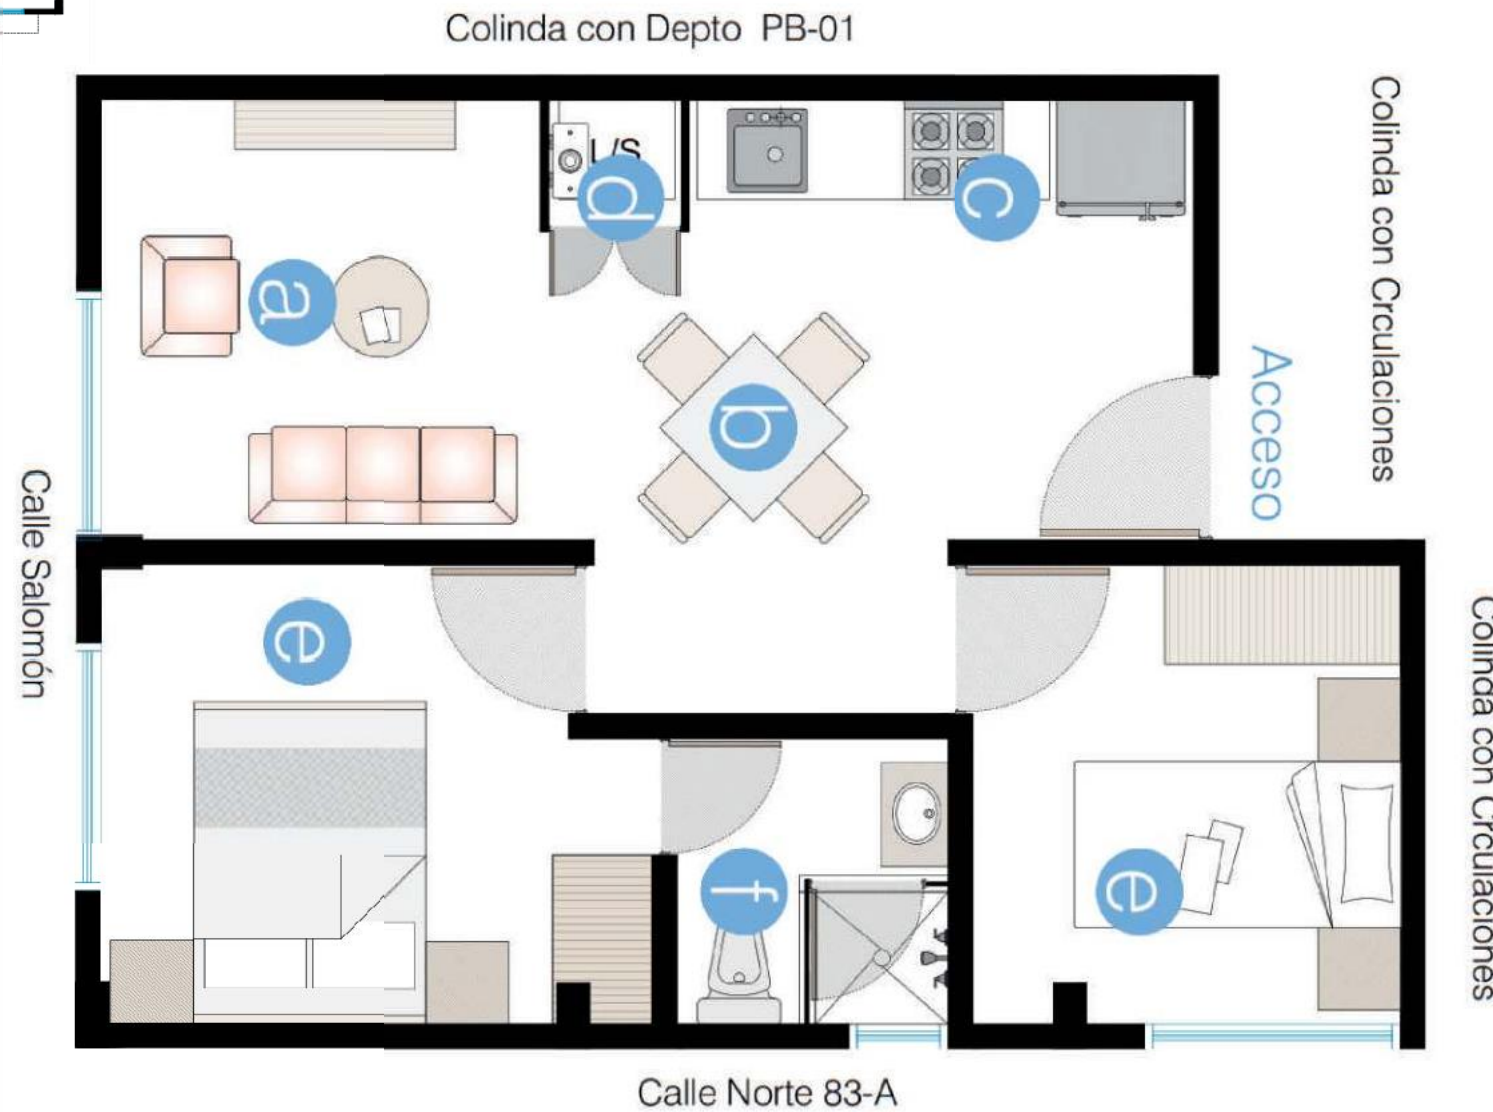 Colinda con Depto PB-01
Colinda con Crculaciones
L/S
d
c
a
Acceso
b
Calle Salomón
Colinda con Crculaciones
e
e
f
Calle Norte 83-A